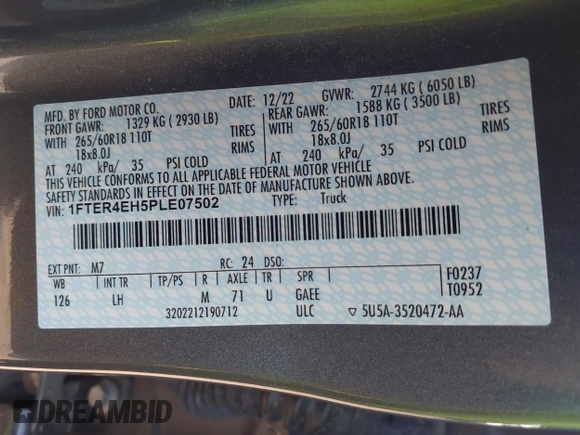 MFD. BY FORD MOTOR CO. DATE: 12/22 GVWR: 2744 KG ( 6050 LB)
FRONT GAWR: 1329 KG ( 2930 LB) REAR GAWR: 1588 KG ( 3500 LB)
WITH 265/60R18 110T TIRES WITH 265/60R18 110T TIRES
18x8.0J RIMS 18x8.0J RIMS
AT 240 kPa/ 35 PSI COLD AT 240 kPa/ 35 PSI COLD
THIS VEHICLE CONFORMS TO ALL APPLICABLE FEDERAL MOTOR VEHICLE
SAFETY STANDARDS IN EFFECT ON THE DATE OF MANUFACTURE SHOWN ABOVE.
VIN: 1FTER4EH5PLE07502 TYPE: Truck
EXT PNT: M7 RC: 24 DSO: F0237
WB INT TR TP/PS R AXLE TR SPR T0952
126 LH M 71 U GAEE
3202212190712 ULC ▽ 5U5A-3520472-AA
DREAMBID